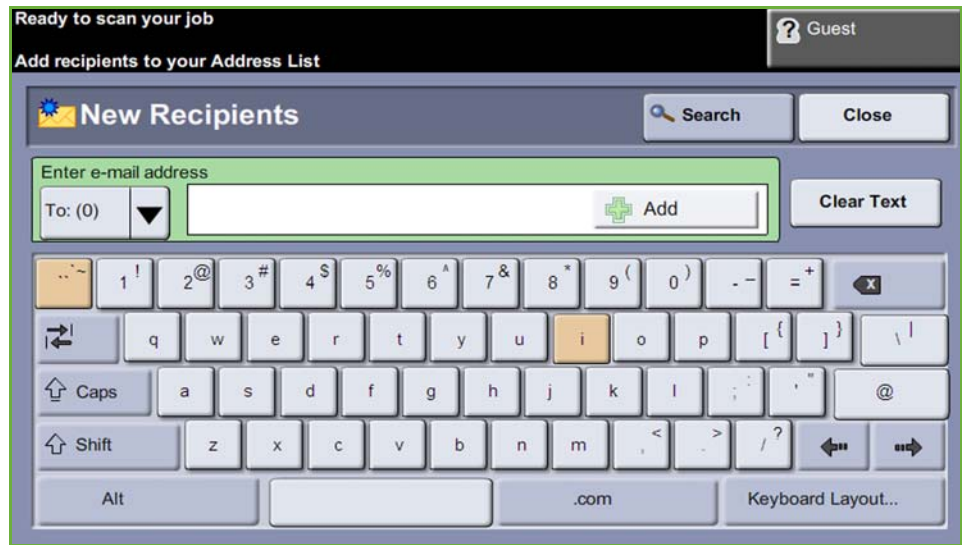 Ready to scan your job
? Guest
Add recipients to your Address List
New Recipients
Search
Close
Enter e-mail address
To: (0)
Add
Clear Text
..`~ 1! 2@ 3# 4$ 5% 6^ 7& 8* 9( 0) - _ = + x
q w e r t y u i o p [ { ] } \ |
Caps a s d f g h j k l ; : ' " @
Shift z x c v b n m , < . > / ?
Alt .com Keyboard Layout...